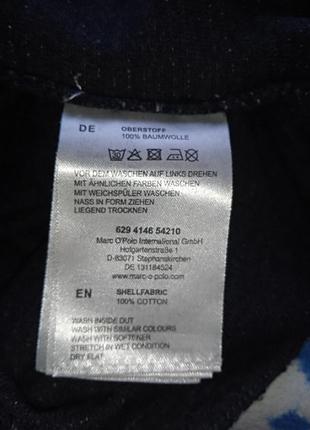 DE OBERSTOFF
100% BAUMWOLLE
VOR DEM WASCHEN AUF LINKS DREHEN
MIT ÄHNLICHEN FARBEN WASCHEN
MIT WEICHSPÜLER WASCHEN
NASS IN FORM ZIEHEN
LIEGEND TROCKNEN
629 4146 54210
Marc O'Polo International GmbH
Hofgartenstraße 1
D-83071 Stephanskirchen
DE 131184524
www.marc-o-polo.com
EN SHELLFABRIC
100% COTTON
WASH INSIDE OUT
WASH WITH SIMILAR COLOURS
WASH WITH SOFTENER
STRETCH IN WET CONDITION
DRY FLAT